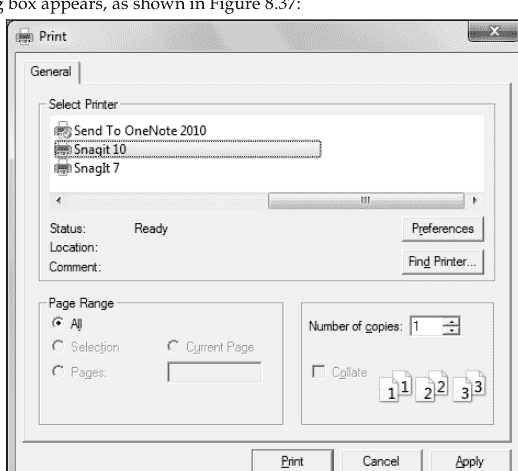 g box appears, as shown in Figure 8.37:
Print
General
Select Printer
Send To OneNote 2010
Snagit 10
SnagIt 7
Status: Ready
Preferences
Location:
Comment:
Find Printer...
Page Range
All
Selection Current Page
Pages:
Number of copies: 1
Collate
1 1 2 2 3 3
Print Cancel Apply